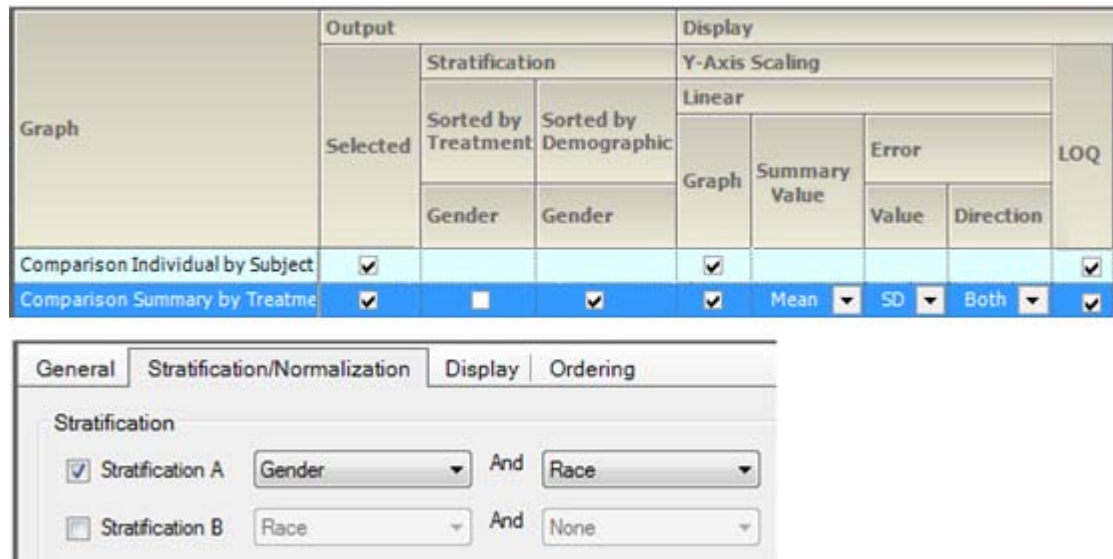 Output Display
Stratification Y-Axis Scaling
Linear
Graph Selected Sorted by Treatment Sorted by Demographic Graph Summary Value Error LOQ
Gender Gender Value Direction
Comparison Individual by Subject
Comparison Summary by Treatme Mean SD Both
General Stratification/Normalization Display Ordering
Stratification
Stratification A Gender And Race
Stratification B Race And None